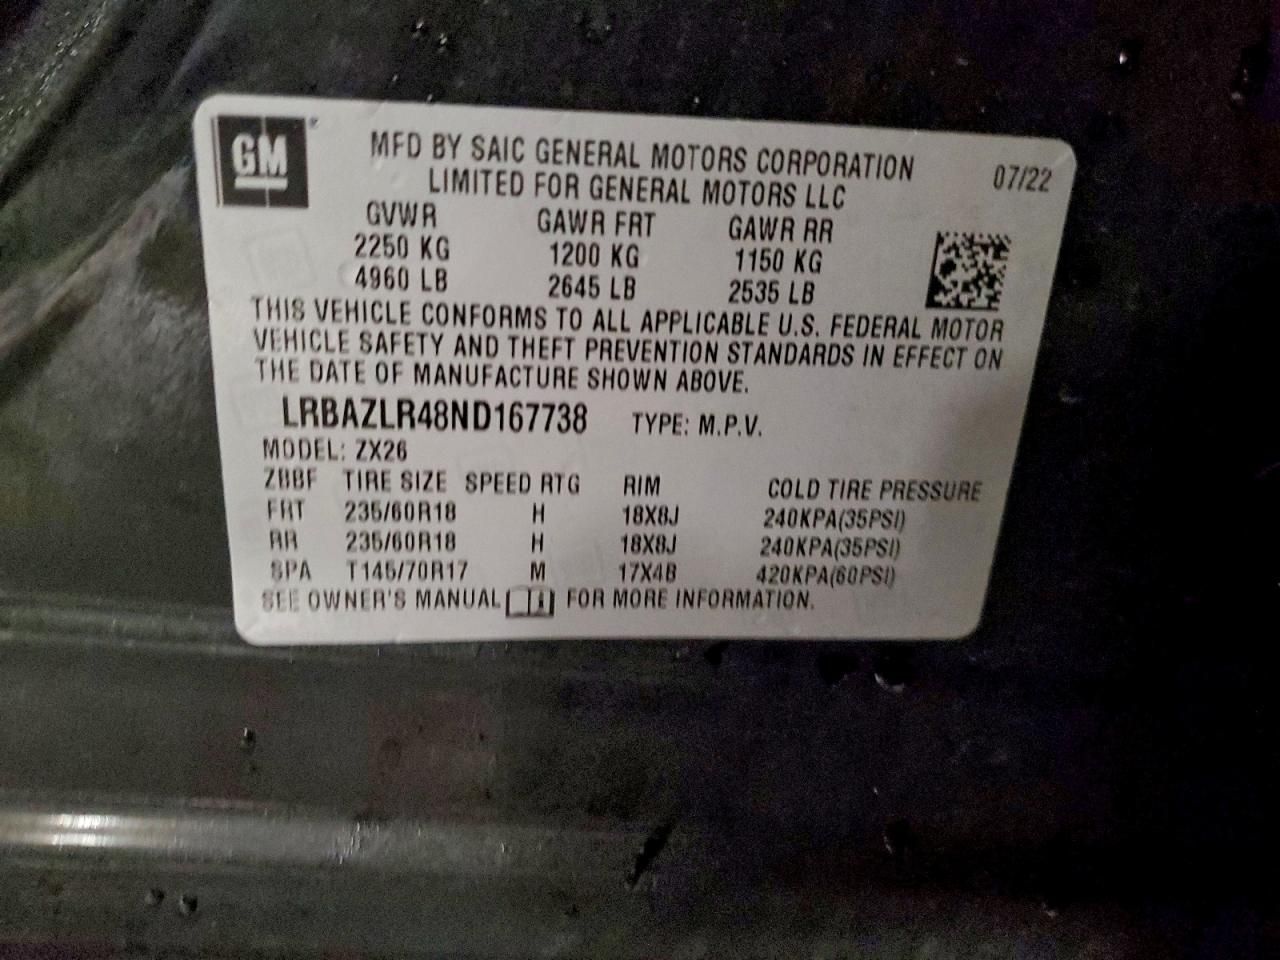 GM
MFD BY SAIC GENERAL MOTORS CORPORATION
LIMITED FOR GENERAL MOTORS LLC
07/22
GVWR GAWR FRT GAWR RR
2250 KG 1200 KG 1150 KG
4960 LB 2645 LB 2535 LB
THIS VEHICLE CONFORMS TO ALL APPLICABLE U.S. FEDERAL MOTOR
VEHICLE SAFETY AND THEFT PREVENTION STANDARDS IN EFFECT ON
THE DATE OF MANUFACTURE SHOWN ABOVE.
LRBAZLR48ND167738 TYPE: M.P.V.
MODEL: ZX26
ZBBF TIRE SIZE SPEED RTG RIM COLD TIRE PRESSURE
FRT 235/60R18 H 18X8J 240KPA(35PSI)
RR 235/60R18 H 18X8J 240KPA(35PSI)
SPA T145/70R17 M 17X4B 420KPA(60PSI)
SEE OWNER'S MANUAL FOR MORE INFORMATION.